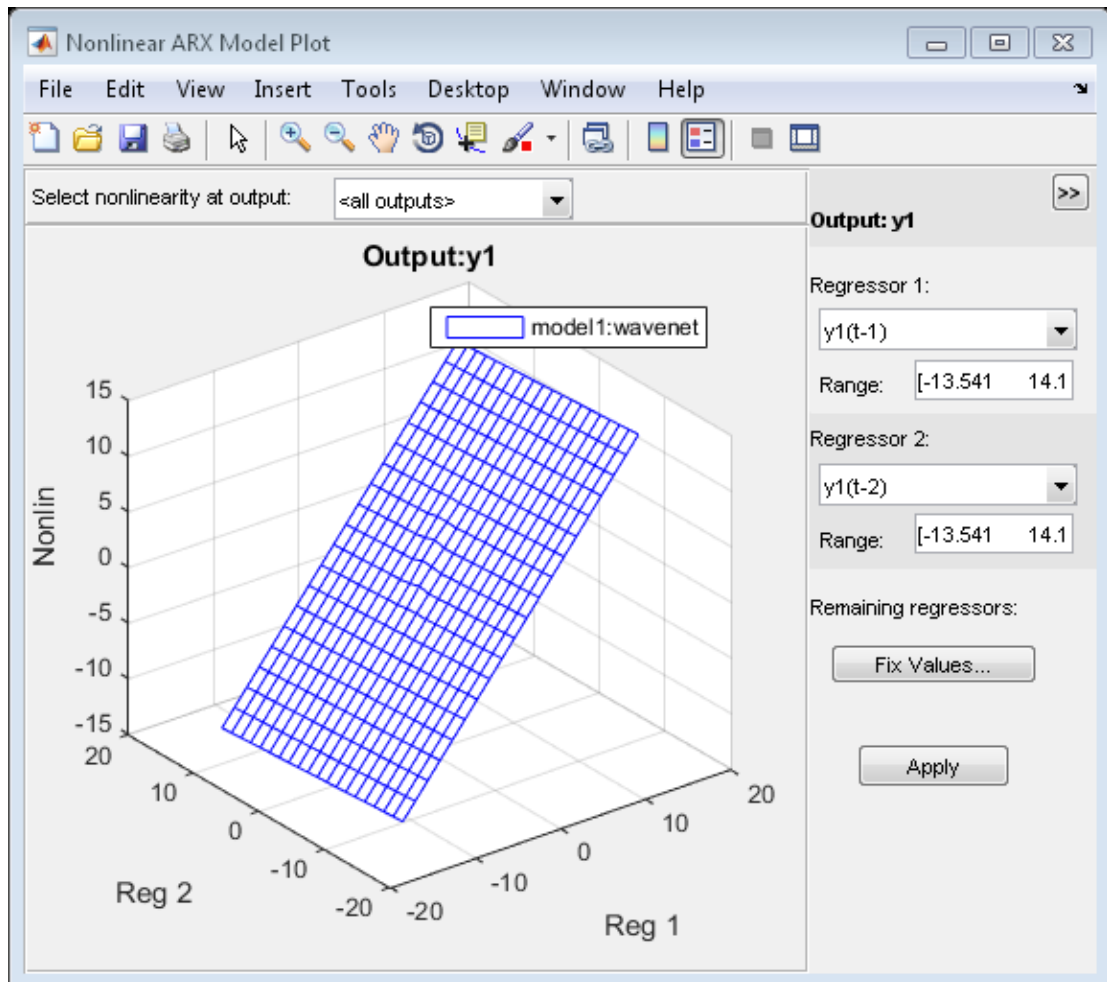 Nonlinear ARX Model Plot
File Edit View Insert Tools Desktop Window Help
Select nonlinearity at output: <all outputs>
>>
Output: y1
Output:y1
model1:wavenet
Regressor 1:
y1(t-1)
Range: [-13.541 14.1
Regressor 2:
y1(t-2)
Range: [-13.541 14.1
Remaining regressors:
Fix Values...
Apply
Nonlin
15
10
5
0
-5
-10
-15
20
10
0
-10
-20
Reg 2
-20
-10
0
10
20
Reg 1